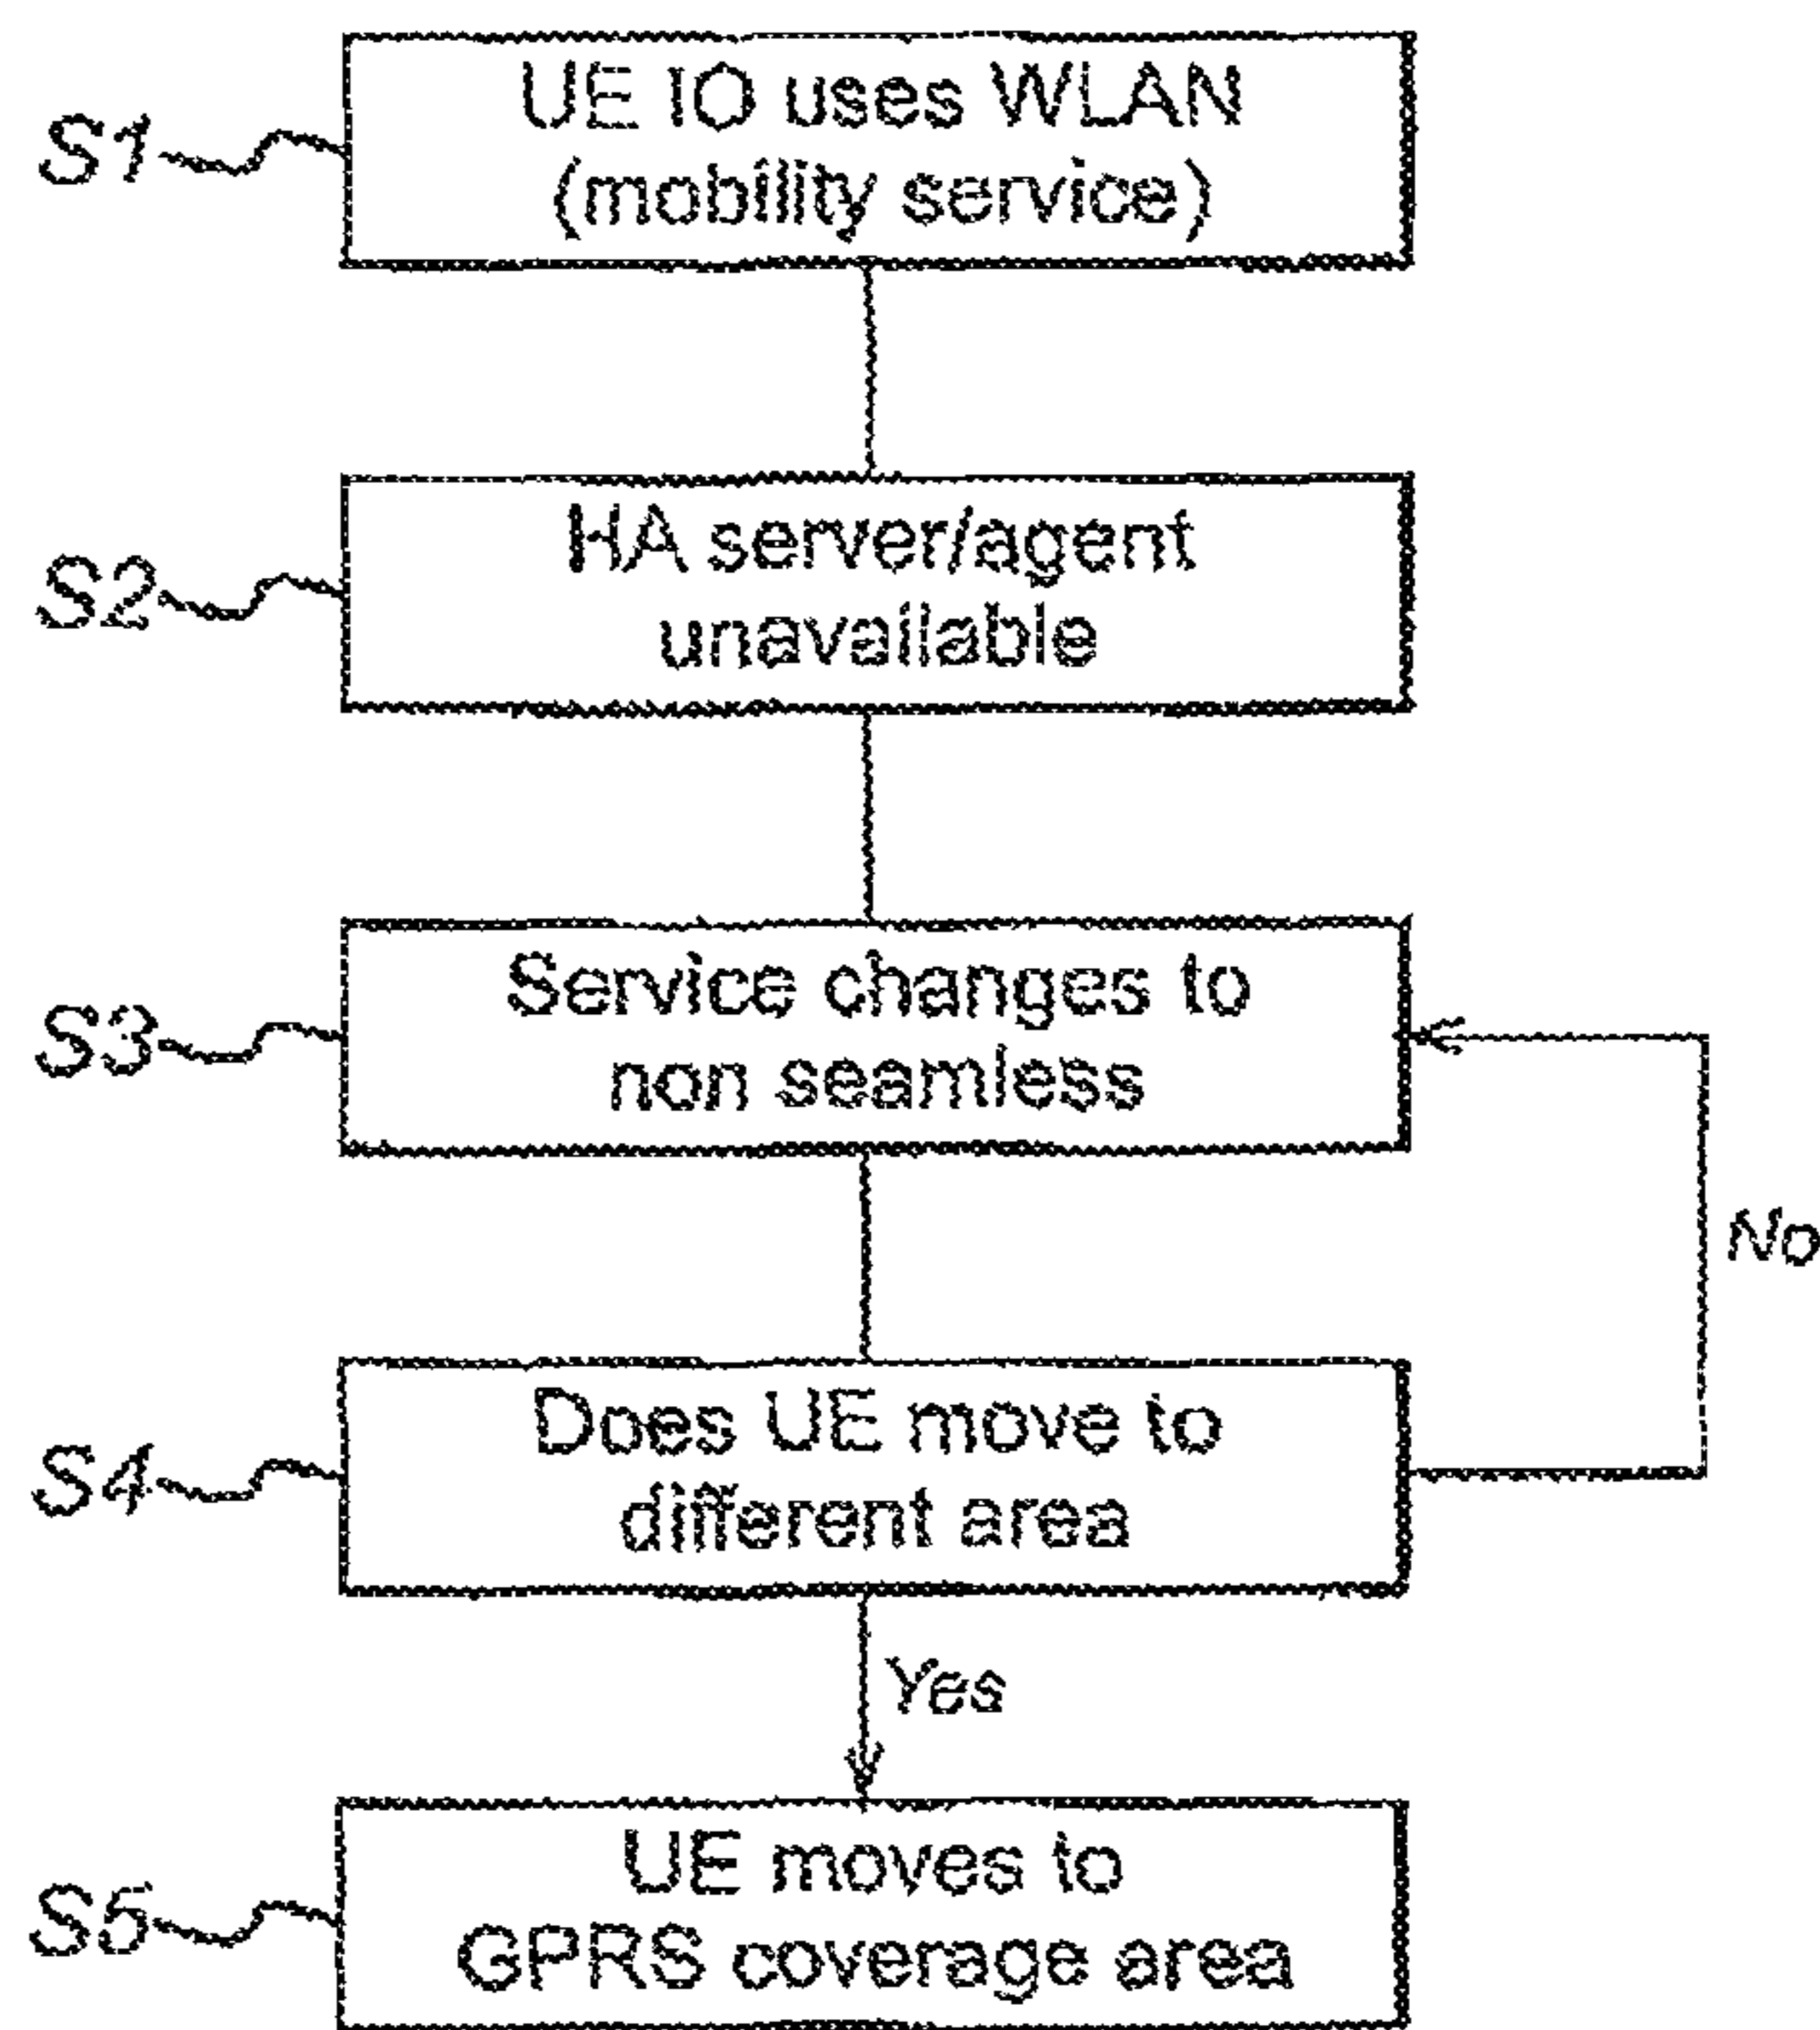 S1
UE IO uses WLAN
(mobility service)
S2
HA server/agent
unavailable
S3
Service changes to
non seamless
No
S4
Does UE move to
different area
Yes
S5
UE moves to
GPRS coverage area